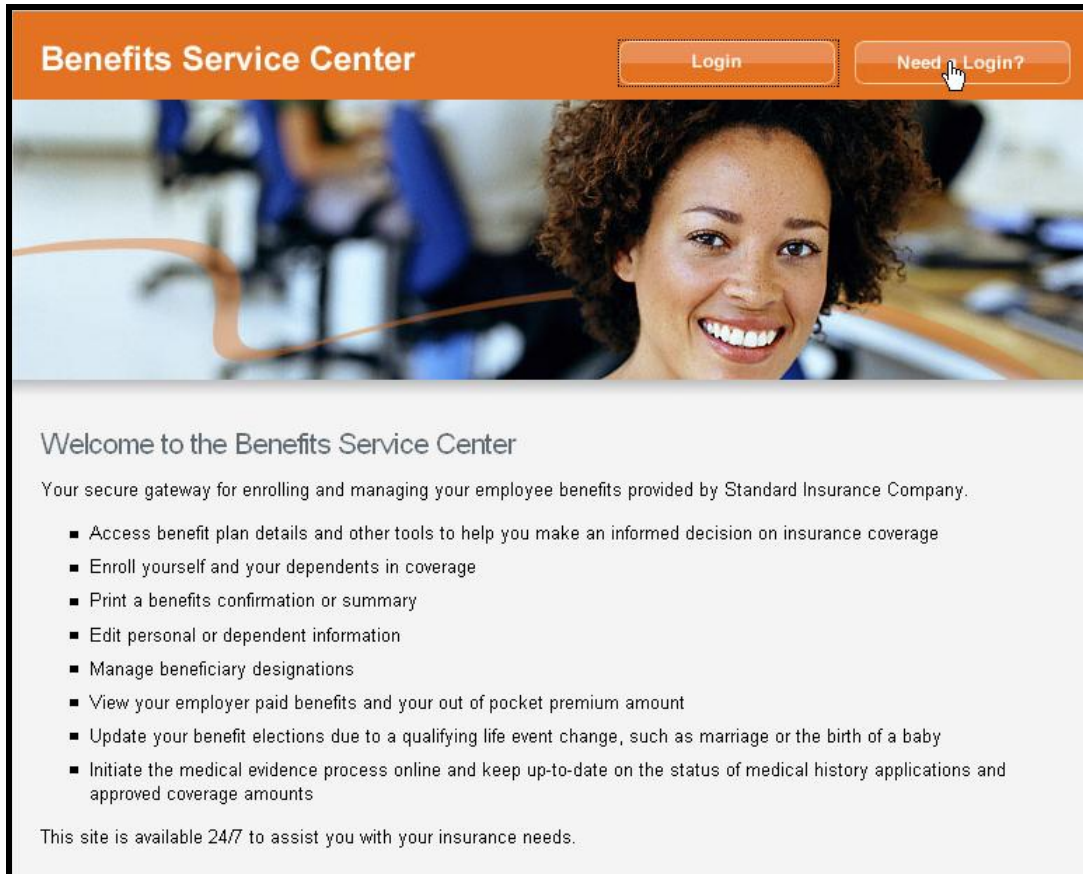 Benefits Service Center
Login
Need a Login?
Welcome to the Benefits Service Center
Your secure gateway for enrolling and managing your employee benefits provided by Standard Insurance Company.
▪ Access benefit plan details and other tools to help you make an informed decision on insurance coverage
▪ Enroll yourself and your dependents in coverage
▪ Print a benefits confirmation or summary
▪ Edit personal or dependent information
▪ Manage beneficiary designations
▪ View your employer paid benefits and your out of pocket premium amount
▪ Update your benefit elections due to a qualifying life event change, such as marriage or the birth of a baby
▪ Initiate the medical evidence process online and keep up-to-date on the status of medical history applications and
approved coverage amounts
This site is available 24/7 to assist you with your insurance needs.